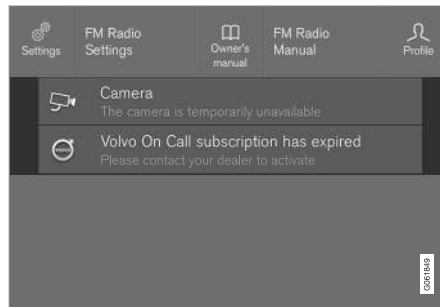 Settings
FM Radio
Settings
Owner's
manual
FM Radio
Manual
Profile
Camera
The camera is temporarily unavailable
Volvo On Call subscription has expired
Please contact your dealer to activate
G061849